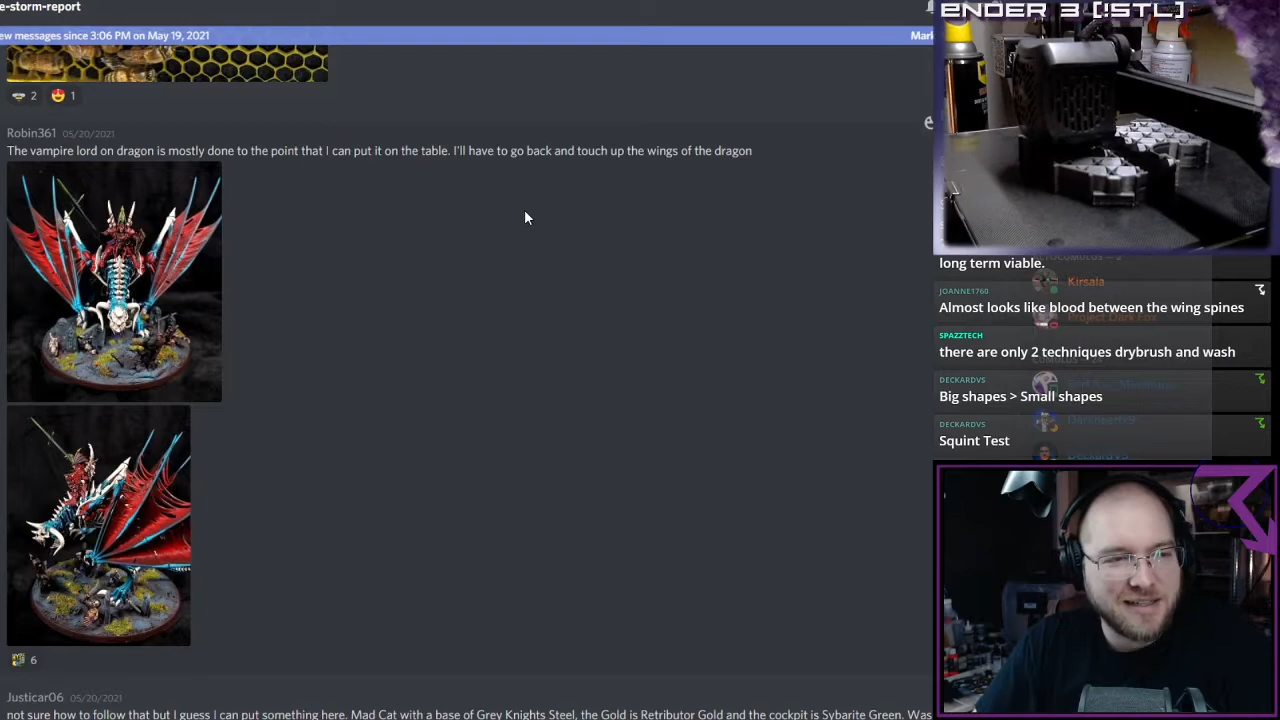 e-storm-report
ew messages since 3:06 PM on May 19, 2021
Mark
2
1
Robin361 05/20/2021
The vampire lord on dragon is mostly done to the point that I can put it on the table. I'll have to go back and touch up the wings of the dragon
6
Justicar06 05/20/2021
not sure how to follow that but I guess I can put something here. Mad Cat with a base of Grey Knights Steel, the Gold is Retributor Gold and the cockpit is Sybarite Green. Was
ENDER 3 [!STL]
long term viable.
Kirsala
JOANNE1760
Almost looks like blood between the wing spines
Project Dark Fox
SPAZZTECH
there are only 2 techniques drybrush and wash
DECKARDVS
Big shapes > Small shapes
DECKARDVS
Squint Test
DeckardVS